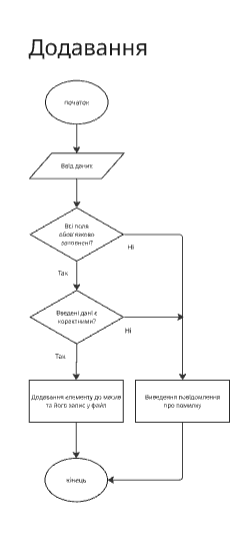 Додавання
початок
Ввід даних
Всі поля
обов'язково
заповнені?
Ні
Так
Введені дані є
коректними?
Ні
Так
Додавання елементу до масив
та його запис у файл
Виведення повідомлення
про помилку
кінець